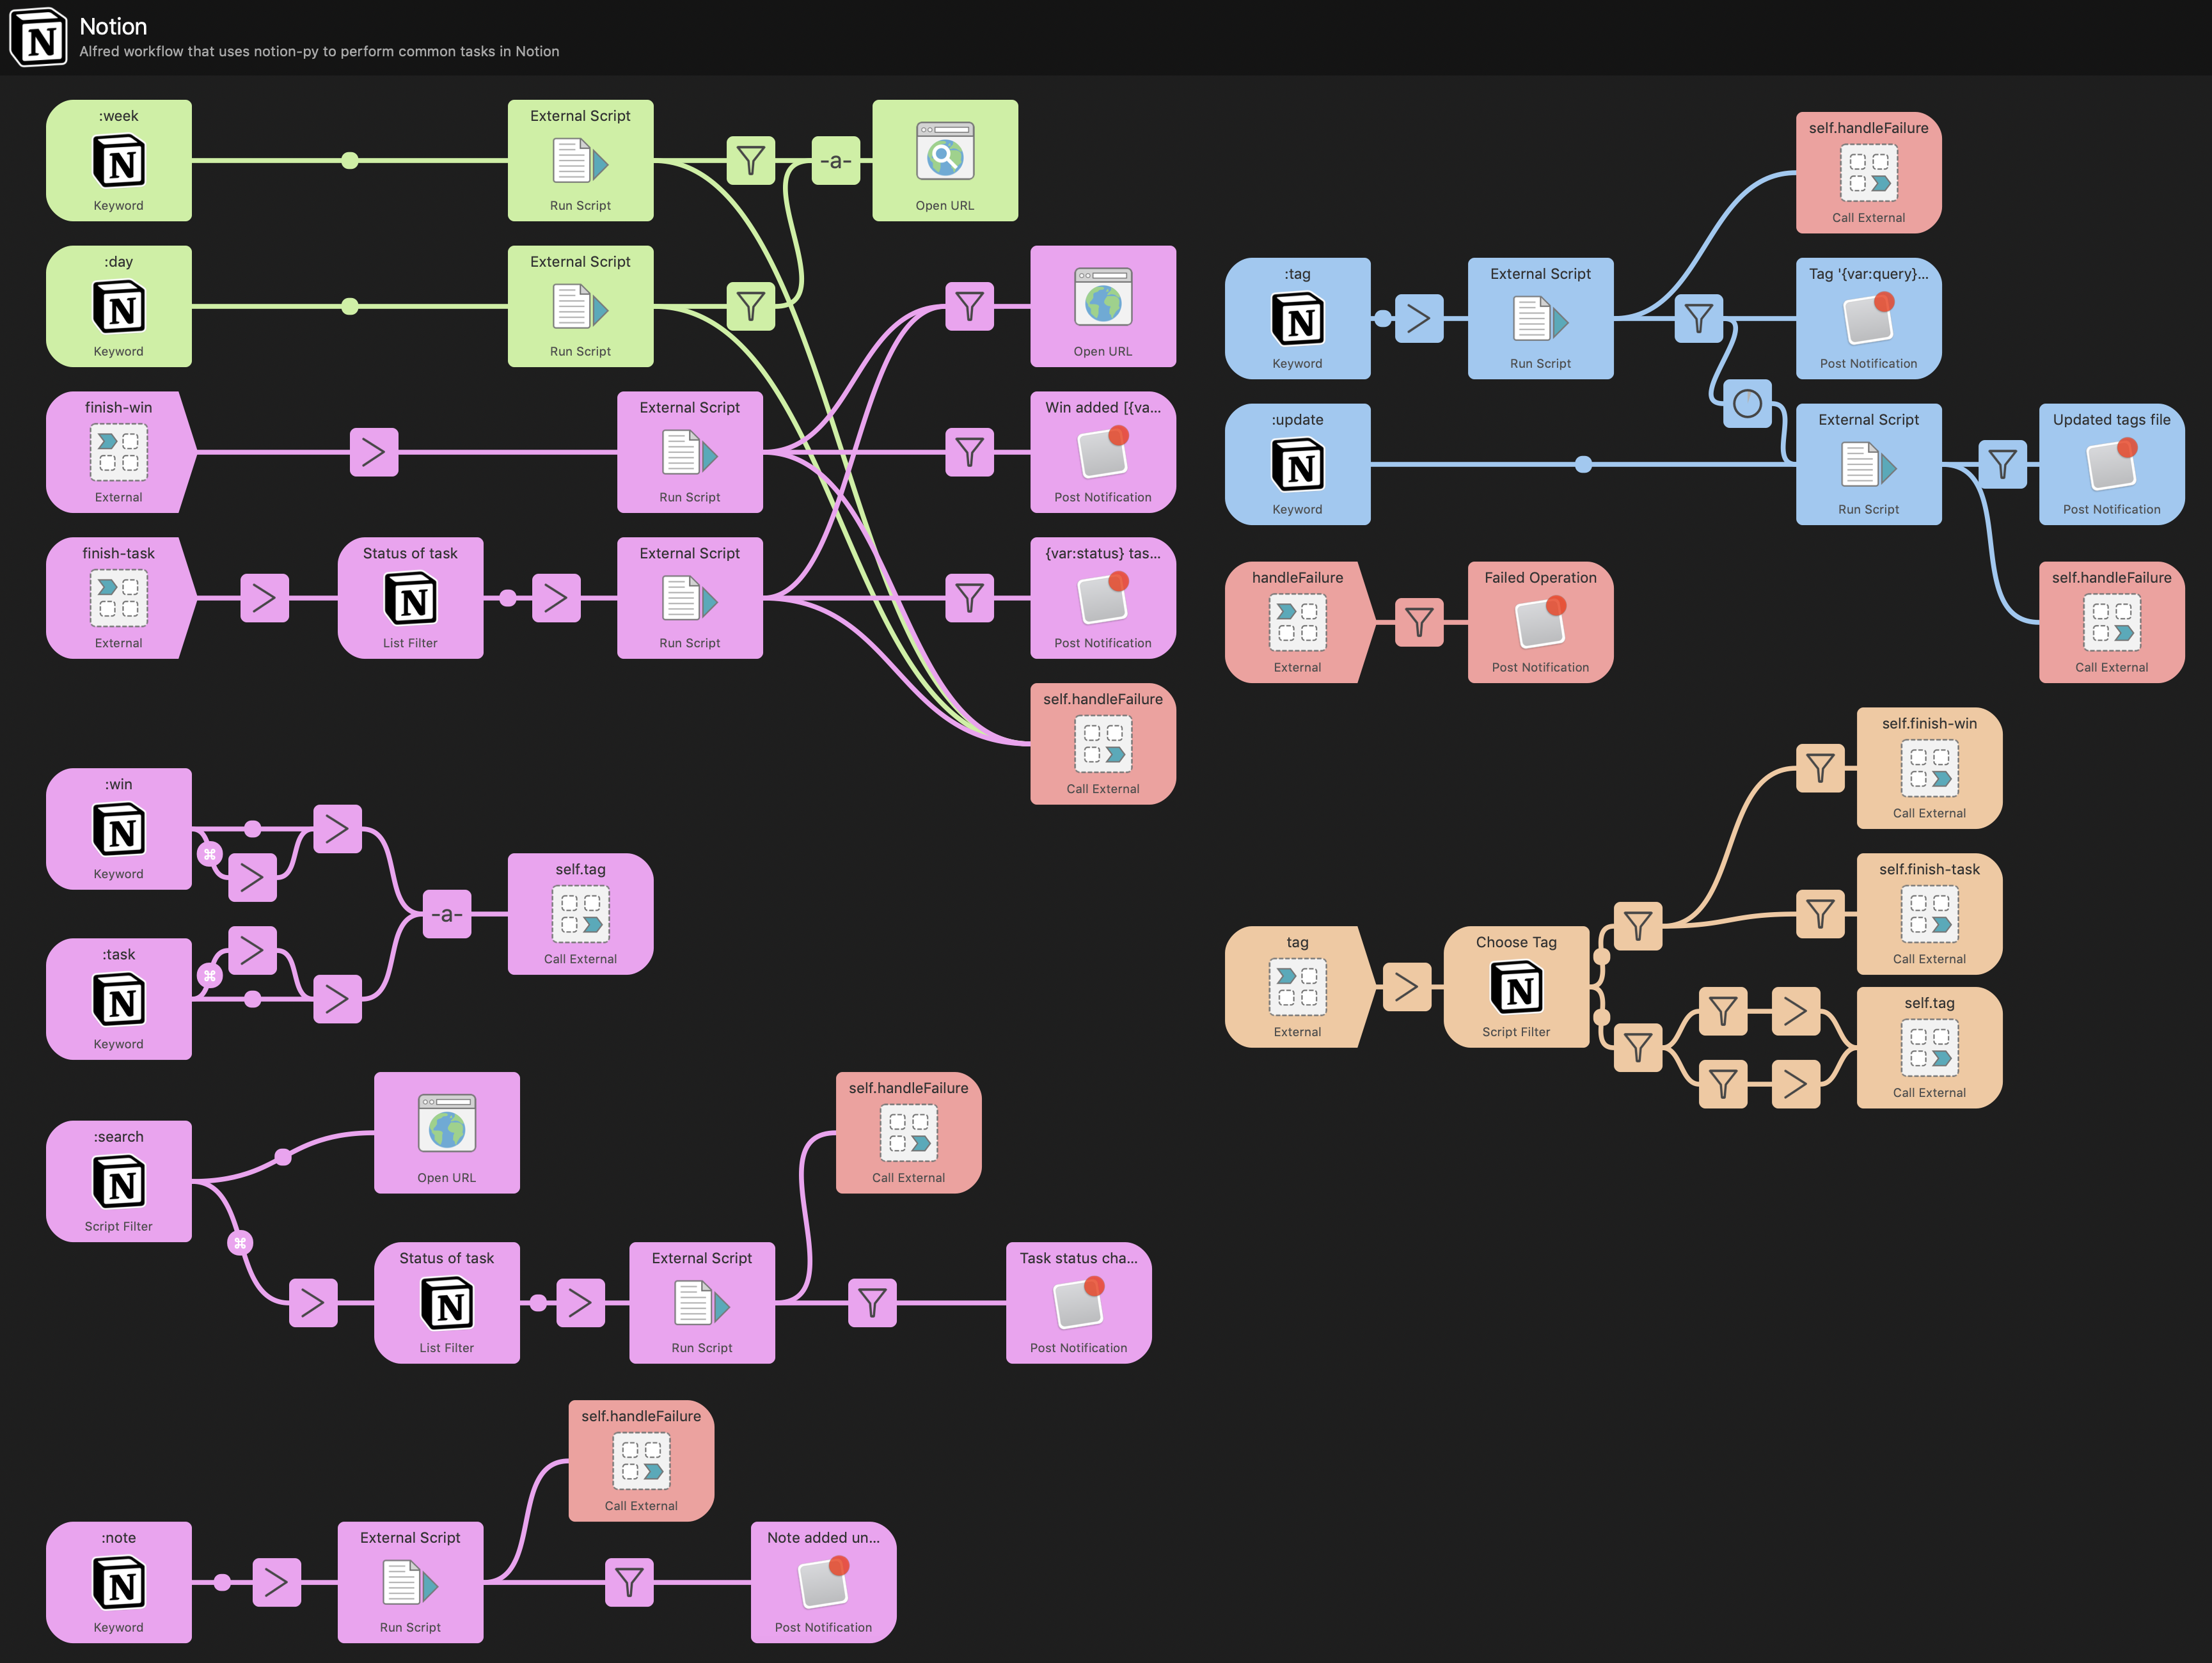 Notion
Alfred workflow that uses notion-py to perform common tasks in Notion
:week
Keyword
External Script
Run Script
-a-
Open URL
:day
Keyword
External Script
Run Script
Open URL
finish-win
External
External Script
Run Script
Win added [{va...
Post Notification
finish-task
External
Status of task
List Filter
External Script
Run Script
{var:status} tas...
Post Notification
self.handleFailure
Call External
:win
Keyword
:task
Keyword
-a-
self.tag
Call External
:search
Script Filter
Open URL
Status of task
List Filter
External Script
Run Script
self.handleFailure
Call External
Task status cha...
Post Notification
:note
Keyword
External Script
Run Script
self.handleFailure
Call External
Note added un...
Post Notification
:tag
Keyword
External Script
Run Script
self.handleFailure
Call External
Tag '{var:query}...
Post Notification
:update
Keyword
External Script
Run Script
Updated tags file
Post Notification
self.handleFailure
Call External
handleFailure
External
Failed Operation
Post Notification
tag
External
Choose Tag
Script Filter
self.finish-win
Call External
self.finish-task
Call External
self.tag
Call External